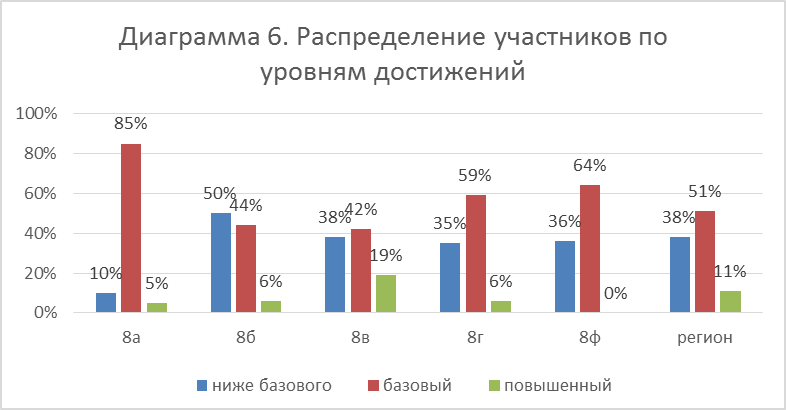 Диаграмма 6. Распределение участников по
уровням достижений
100%
80%
60%
40%
20%
0%
10%
85%
5%
50%
44%
6%
38%
42%
19%
35%
59%
6%
36%
64%
0%
38%
51%
11%
8а
8б
8в
8г
8ф
регион
ниже базового
базовый
повышенный